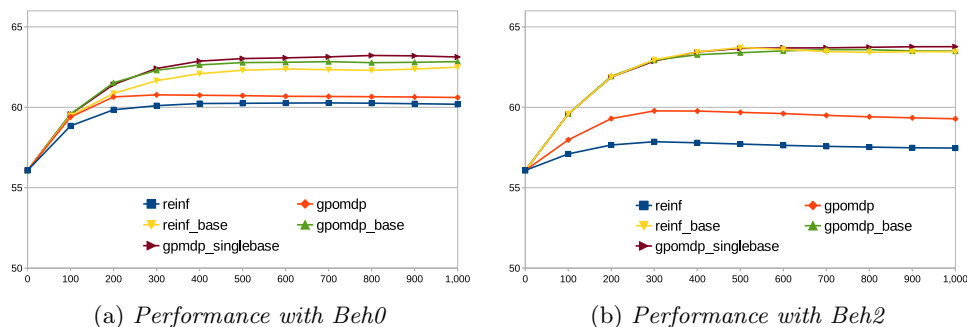 65
60
55
50
0 100 200 300 400 500 600 700 800 900 1,000
reinf gpomdp
reinf_base gpomdp_base
gpmdp_singlebase
(a) Performance with Beh0
65
60
55
50
0 100 200 300 400 500 600 700 800 900 1,000
reinf gpomdp
reinf_base gpomdp_base
gpomdp_singlebase
(b) Performance with Beh2